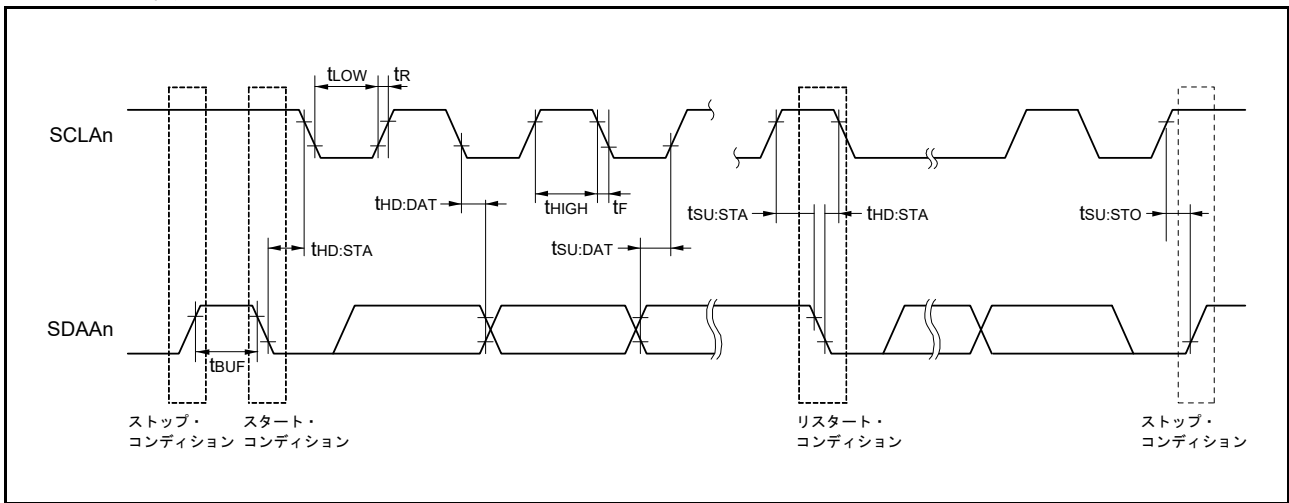 tLOW
tR
SCLAn
tHD:DAT
tHIGH
tF
tSU:STA
tHD:STA
tSU:STO
tHD:STA
tSU:DAT
SDAAn
tBUF
ストップ・
コンディション
スタート・
コンディション
リスタート・
コンディション
ストップ・
コンディション